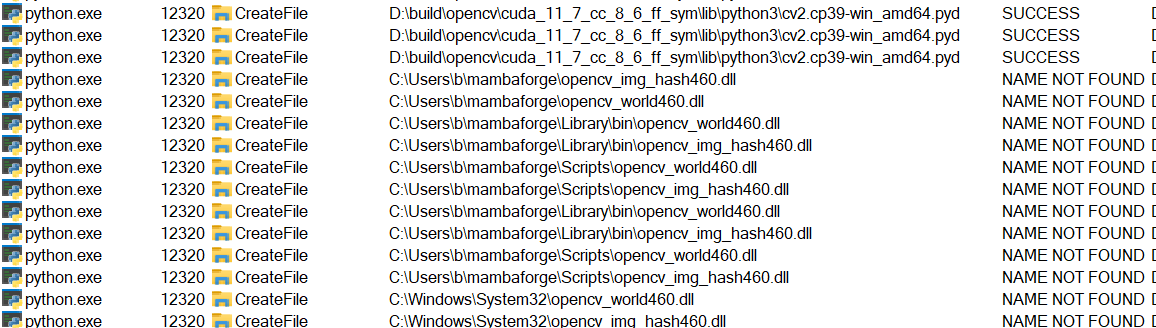 python.exe 12320 CreateFile D:\build\opencv\cuda_11_7_cc_8_6_ff_sym\lib\python3\cv2.cp39-win_amd64.pyd SUCCESS
python.exe 12320 CreateFile D:\build\opencv\cuda_11_7_cc_8_6_ff_sym\lib\python3\cv2.cp39-win_amd64.pyd SUCCESS
python.exe 12320 CreateFile D:\build\opencv\cuda_11_7_cc_8_6_ff_sym\lib\python3\cv2.cp39-win_amd64.pyd SUCCESS
python.exe 12320 CreateFile C:\Users\b\mambaforge\opencv_img_hash460.dll NAME NOT FOUND
python.exe 12320 CreateFile C:\Users\b\mambaforge\opencv_world460.dll NAME NOT FOUND
python.exe 12320 CreateFile C:\Users\b\mambaforge\Library\bin\opencv_world460.dll NAME NOT FOUND
python.exe 12320 CreateFile C:\Users\b\mambaforge\Library\bin\opencv_img_hash460.dll NAME NOT FOUND
python.exe 12320 CreateFile C:\Users\b\mambaforge\Scripts\opencv_world460.dll NAME NOT FOUND
python.exe 12320 CreateFile C:\Users\b\mambaforge\Scripts\opencv_img_hash460.dll NAME NOT FOUND
python.exe 12320 CreateFile C:\Users\b\mambaforge\Library\bin\opencv_world460.dll NAME NOT FOUND
python.exe 12320 CreateFile C:\Users\b\mambaforge\Library\bin\opencv_img_hash460.dll NAME NOT FOUND
python.exe 12320 CreateFile C:\Users\b\mambaforge\Scripts\opencv_world460.dll NAME NOT FOUND
python.exe 12320 CreateFile C:\Users\b\mambaforge\Scripts\opencv_img_hash460.dll NAME NOT FOUND
python.exe 12320 CreateFile C:\Windows\System32\opencv_world460.dll NAME NOT FOUND
python.exe 12320 CreateFile C:\Windows\System32\opencv_img_hash460.dll NAME NOT FOUND